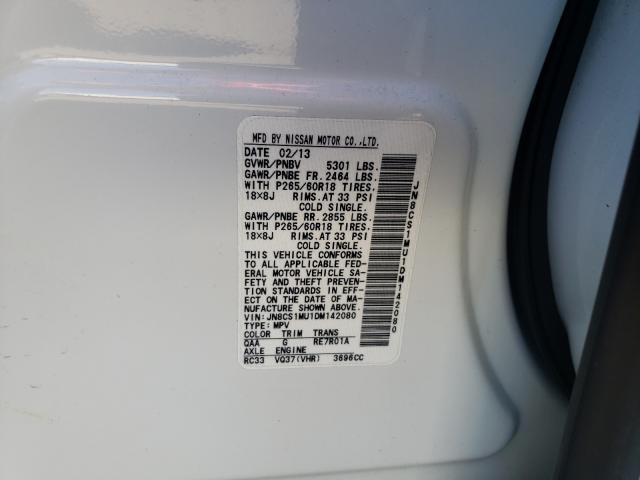 MFD BY NISSAN MOTOR CO.,LTD.
DATE 02/13
GVWR/PNBV 5301 LBS.
GAWR/PNBE FR. 2464 LBS.
WITH P265/60R18 TIRES.
18×8J RIMS.AT 33 PSI
COLD SINGLE.
GAWR/PNBE RR. 2855 LBS.
WITH P265/60R18 TIRES.
18×8J RIMS.AT 33 PSI
COLD SINGLE.
THIS VEHICLE CONFORMS
TO ALL APPLICABLE FED-
ERAL MOTOR VEHICLE SA-
FETY AND THEFT PREVEN-
TION STANDARDS IN EFF-
ECT ON THE DATE OF MA-
NUFACTURE SHOWN ABOVE.
VIN:JN8CS1MU1DM142080
TYPE:MPV
COLOR TRIM TRANS
QAA G RE7R01A
AXLE ENGINE
RC33 VQ37(VHR) 3696CC
JN8CS1MU1DM142080